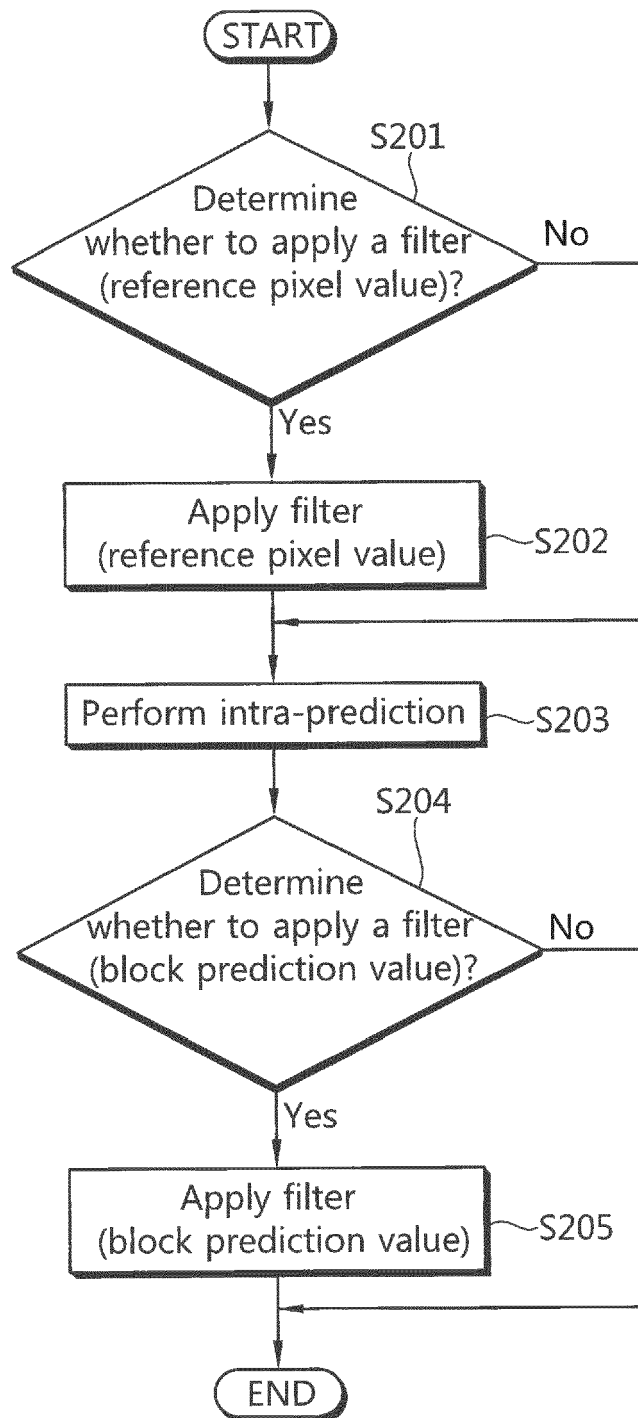 START
S201
Determine
whether to apply a filter
(reference pixel value)?
No
Yes
Apply filter
(reference pixel value)
S202
Perform intra-prediction
S203
S204
Determine
whether to apply a filter
(block prediction value)?
No
Yes
Apply filter
(block prediction value)
S205
END